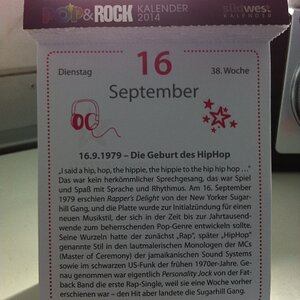 POP&ROCK KALENDER 2014 südwest KALENDER
Dienstag 16 38. Woche
September
16.9.1979 – Die Geburt des HipHop
„I said a hip, hop, the hippie, the hippie to the hip hip hop …“
Das war kein herkömmlicher Sprechgesang, das war Spiel
und Spaß mit Sprache und Rhythmus. Am 16. September
1979 erschien Rapper’s Delight von der New Yorker Sugar-
hill Gang, und die Platte wurde zur Initialzündung für einen
neuen Musikstil, der sich in der Zeit bis zur Jahrtausend-
wende zum beherrschenden Pop-Genre entwickeln sollte.
Seine Wurzeln hatte der zunächst „Rap“, später „HipHop“
genannte Stil in den lautmalerischen Monologen der MCs
(Master of Ceremony) der jamaikanischen Sound Systems
sowie im schwarzen US-Funk der frühen 1970er-Jahre. Ge-
nau genommen war eigentlich Personality Jock von der Fat-
back Band die erste Rap-Single, weil sie eine Woche vorher
erschienen war – den Hit aber landete die Sugarhill Gang.